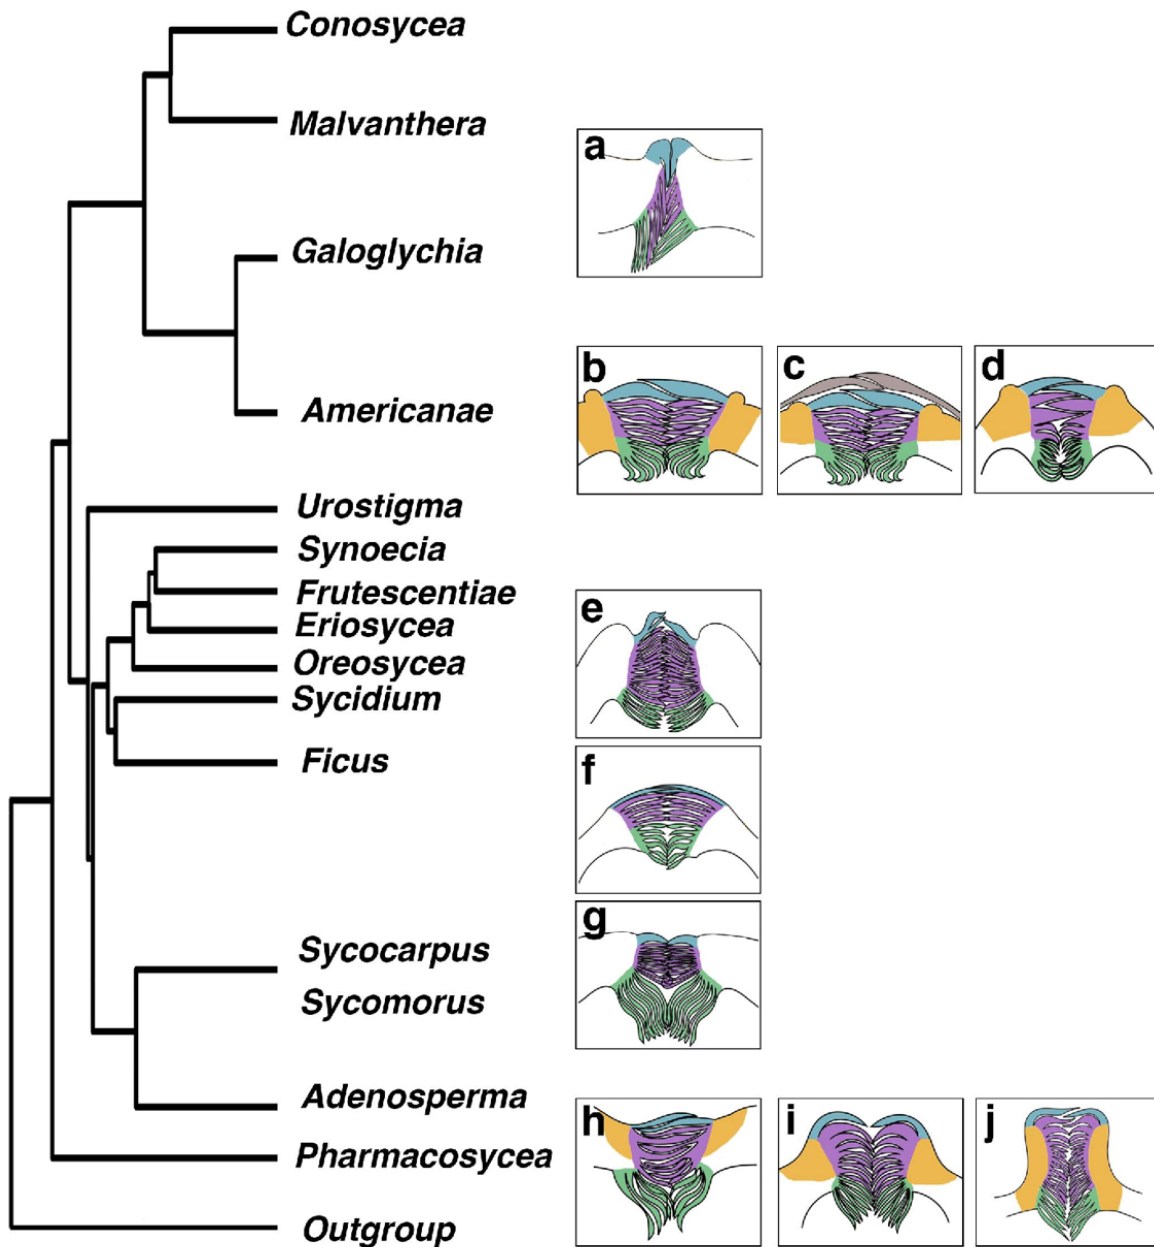 Conosycea
Malvanthera
a
Galoglychia
b c d
Americanae
Urostigma
Synoecia
Frutescentiae
e
Eriosycea
Oreosycea
Sycidium
Ficus
f
g
Sycocarpus
Sycomorus
Adenosperma
h i j
Pharmacosycea
Outgroup